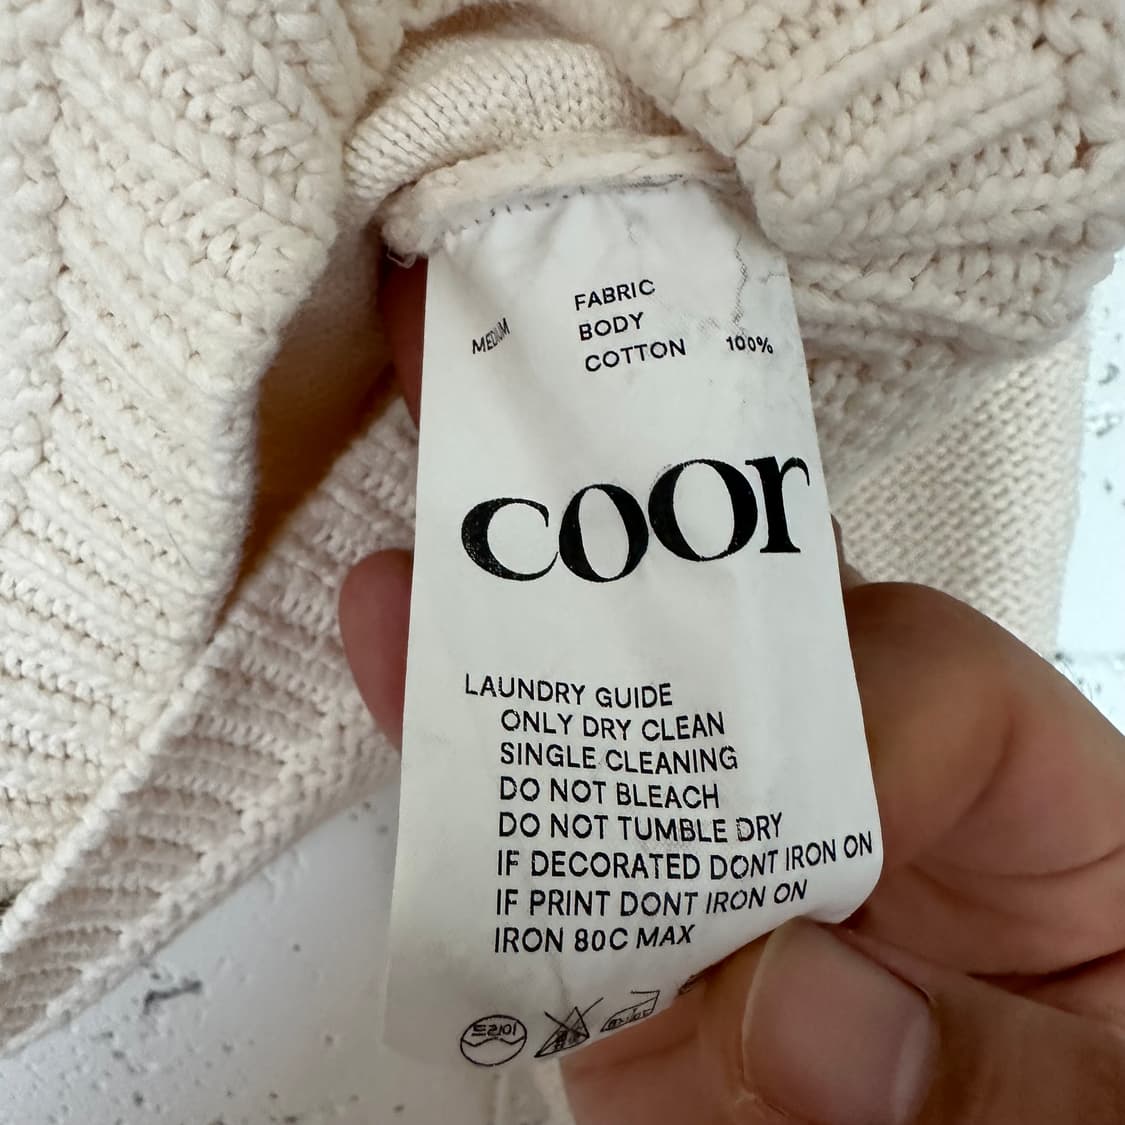 MEDIUM
FABRIC
BODY
COTTON 100%
coor
LAUNDRY GUIDE
ONLY DRY CLEAN
SINGLE CLEANING
DO NOT BLEACH
DO NOT TUMBLE DRY
IF DECORATED DONT IRON ON
IF PRINT DONT IRON ON
IRON 80C MAX
드라이